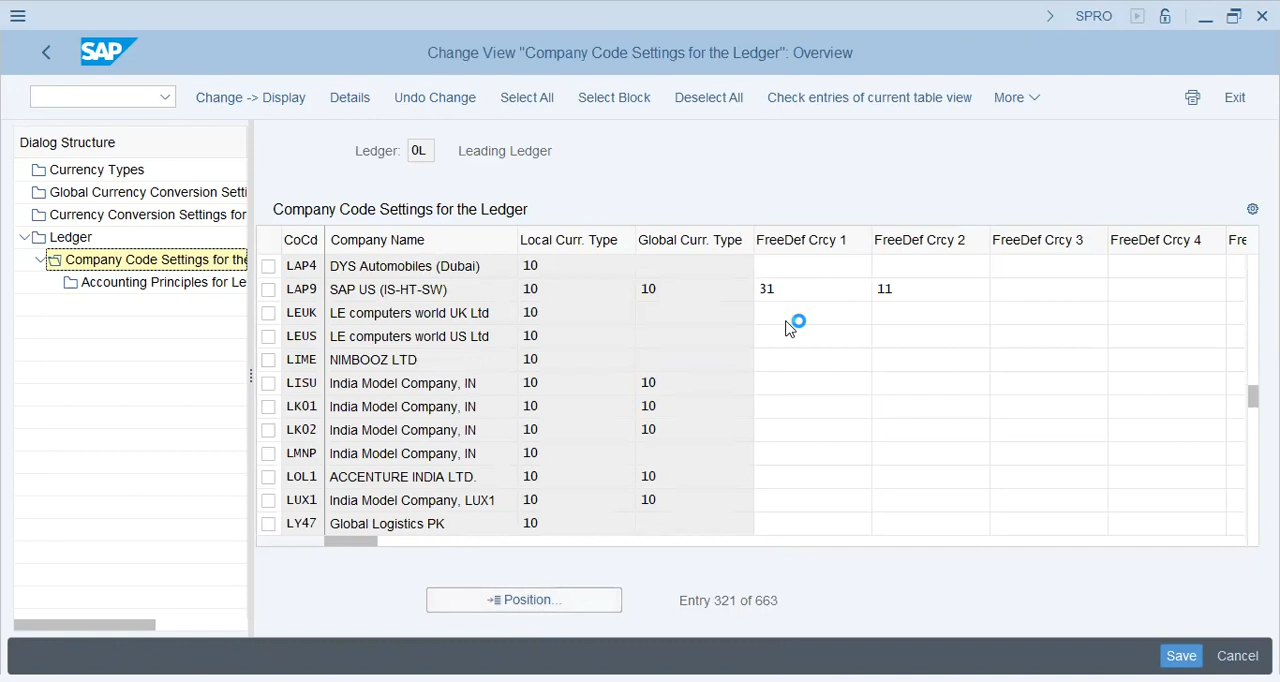 SPRO
SAP Change View "Company Code Settings for the Ledger": Overview
Change -> Display Details Undo Change Select All Select Block Deselect All Check entries of current table view More Exit
Dialog Structure
Currency Types
Global Currency Conversion Setti
Currency Conversion Settings for
Ledger
Company Code Settings for the
Accounting Principles for Le
Ledger: 0L Leading Ledger
Company Code Settings for the Ledger
CoCd Company Name Local Curr. Type Global Curr. Type FreeDef Crcy 1 FreeDef Crcy 2 FreeDef Crcy 3 FreeDef Crcy 4 Fre
LAP4 DYS Automobiles (Dubai) 10
LAP9 SAP US (IS-HT-SW) 10 10 31 11
LEUK LE computers world UK Ltd 10
LEUS LE computers world US Ltd 10
LIME NIMBOOZ LTD 10
LISU India Model Company, IN 10 10
LK01 India Model Company, IN 10 10
LK02 India Model Company, IN 10 10
LMNP India Model Company, IN 10
LOL1 ACCENTURE INDIA LTD. 10 10
LUX1 India Model Company, LUX1 10 10
LY47 Global Logistics PK 10
Position... Entry 321 of 663
Save Cancel